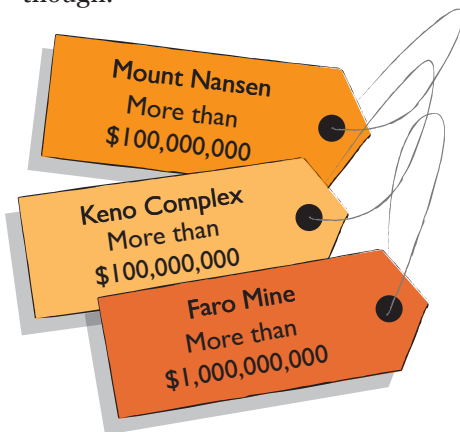 though.
Mount Nansen
More than
$100,000,000
Keno Complex
More than
$100,000,000
Faro Mine
More than
$1,000,000,000